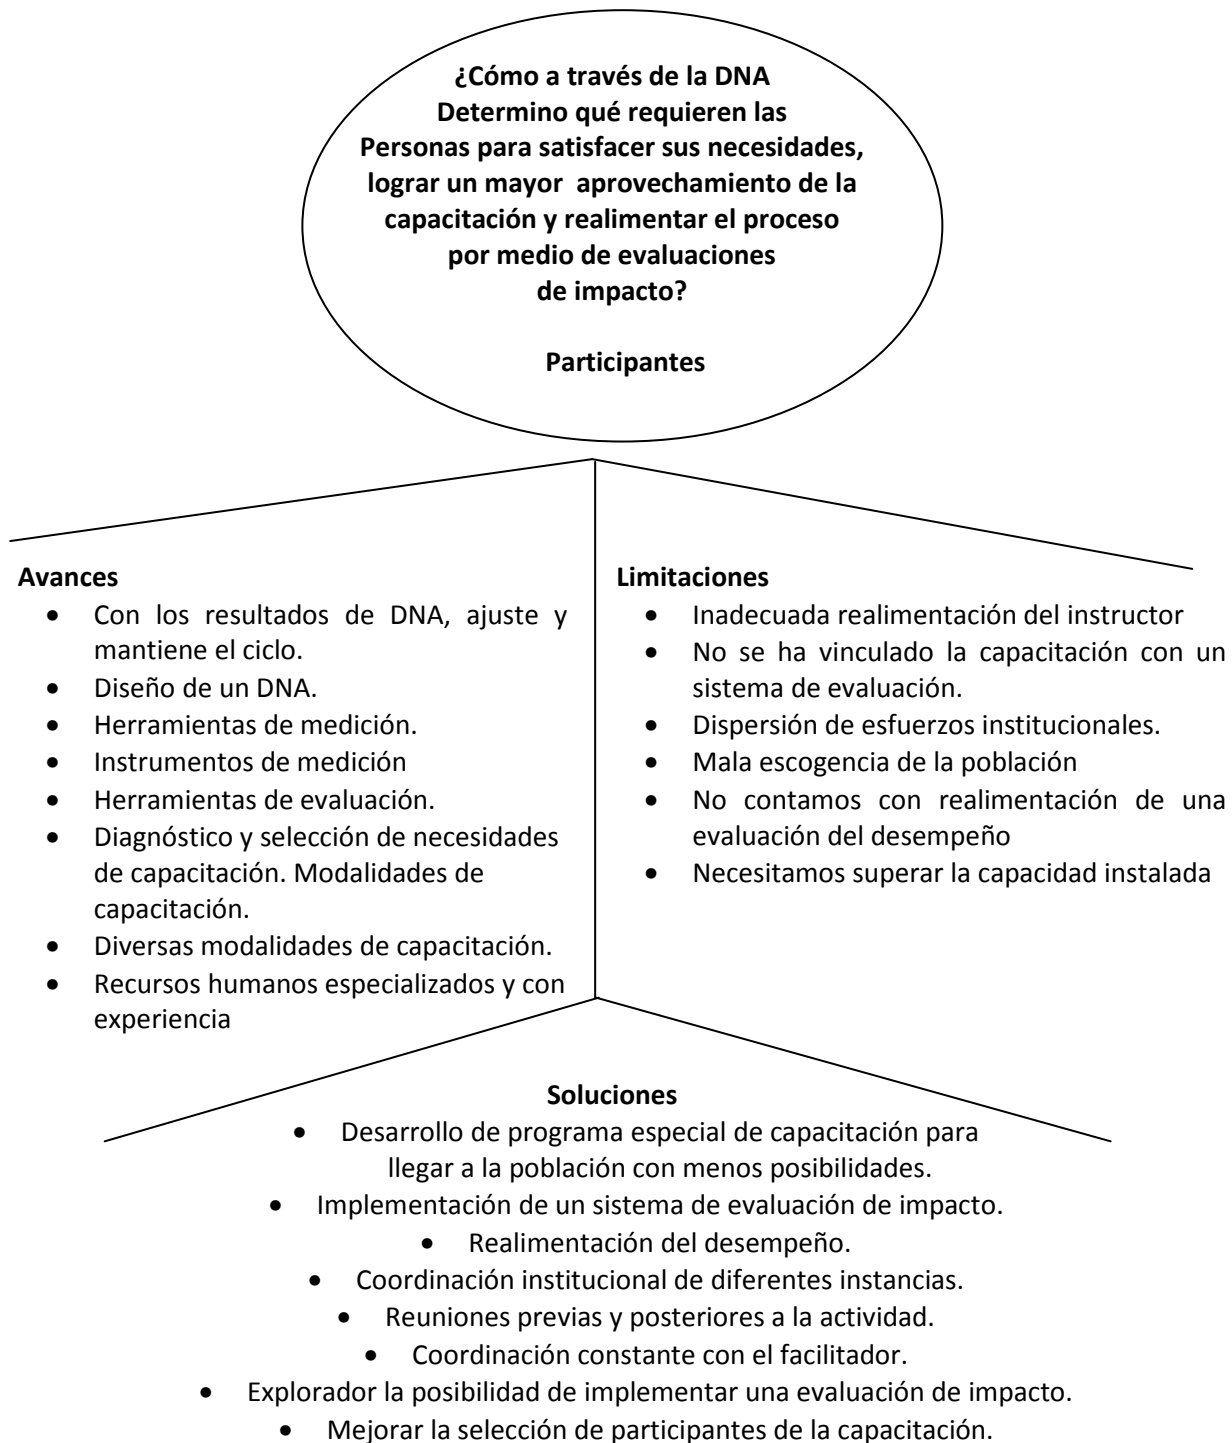 ¿Cómo a través de la DNA
Determino qué requieren las
Personas para satisfacer sus necesidades,
lograr un mayor aprovechamiento de la
capacitación y realimentar el proceso
por medio de evaluaciones
de impacto?
Participantes
Avances
• Con los resultados de DNA, ajuste y
mantiene el ciclo.
• Diseño de un DNA.
• Herramientas de medición.
• Instrumentos de medición
• Herramientas de evaluación.
• Diagnóstico y selección de necesidades
de capacitación. Modalidades de
capacitación.
• Diversas modalidades de capacitación.
• Recursos humanos especializados y con
experiencia
Limitaciones
• Inadecuada realimentación del instructor
• No se ha vinculado la capacitación con un
sistema de evaluación.
• Dispersión de esfuerzos institucionales.
• Mala escogencia de la población
• No contamos con realimentación de una
evaluación del desempeño
• Necesitamos superar la capacidad instalada
Soluciones
• Desarrollo de programa especial de capacitación para
llegar a la población con menos posibilidades.
• Implementación de un sistema de evaluación de impacto.
• Realimentación del desempeño.
• Coordinación institucional de diferentes instancias.
• Reuniones previas y posteriores a la actividad.
• Coordinación constante con el facilitador.
• Explorador la posibilidad de implementar una evaluación de impacto.
• Mejorar la selección de participantes de la capacitación.